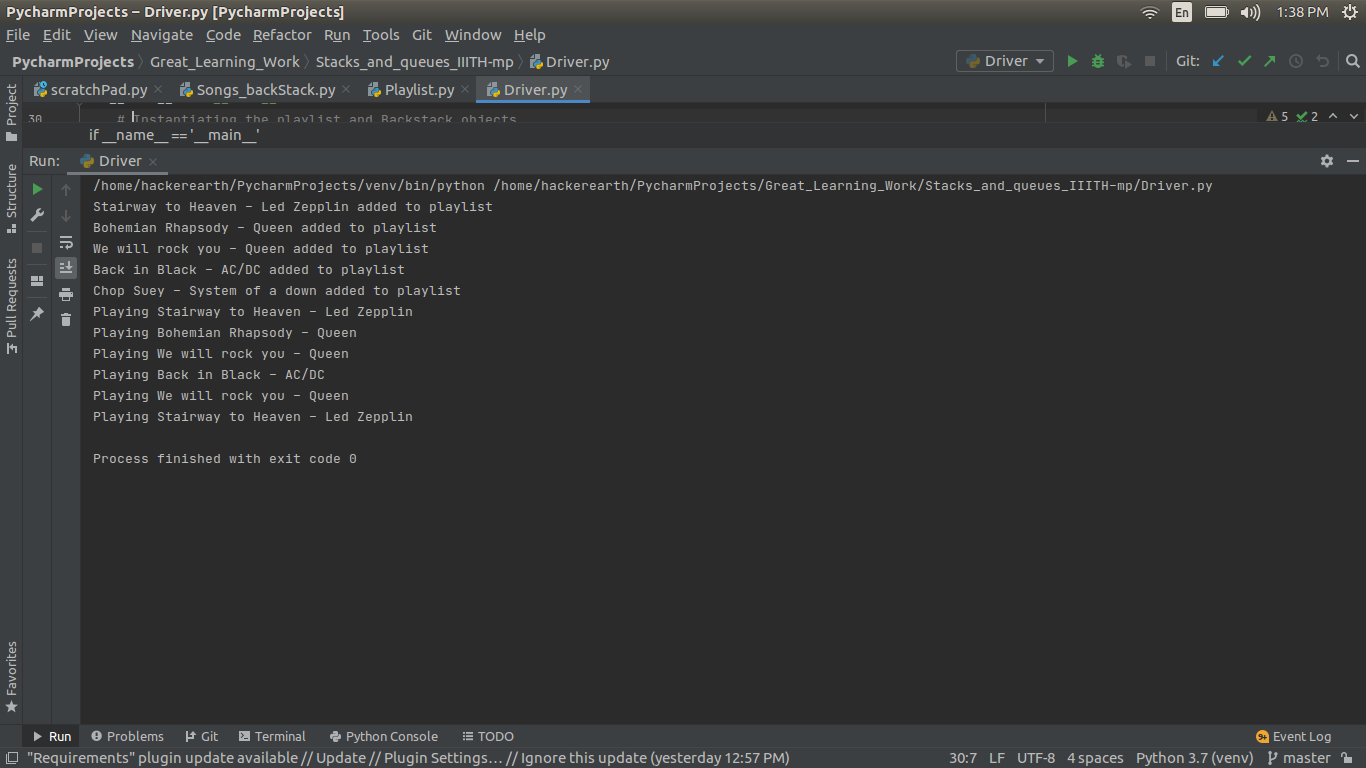 PycharmProjects – Driver.py [PycharmProjects]
En
1:38 PM
File Edit View Navigate Code Refactor Run Tools Git Window Help
PycharmProjects Great_Learning_Work Stacks_and_queues_IIITH-mp Driver.py
Driver
Git:
scratchPad.py Songs_backStack.py Playlist.py Driver.py
30 # Instantiating the playlist and Backstack objects
5 2
if __name__ == '__main__'
Run: Driver
/home/hackerearth/PycharmProjects/venv/bin/python /home/hackerearth/PycharmProjects/Great_Learning_Work/Stacks_and_queues_IIITH-mp/Driver.py
Stairway to Heaven - Led Zepplin added to playlist
Bohemian Rhapsody - Queen added to playlist
We will rock you - Queen added to playlist
Back in Black - AC/DC added to playlist
Chop Suey - System of a down added to playlist
Playing Stairway to Heaven - Led Zepplin
Playing Bohemian Rhapsody - Queen
Playing We will rock you - Queen
Playing Back in Black - AC/DC
Playing We will rock you - Queen
Playing Stairway to Heaven - Led Zepplin
Process finished with exit code 0
Project
Structure
Pull Requests
Favorites
Run Problems Git Terminal Python Console TODO
9+ Event Log
"Requirements" plugin update available // Update // Plugin Settings... // Ignore this update (yesterday 12:57 PM)
30:7 LF UTF-8 4 spaces Python 3.7 (venv) master